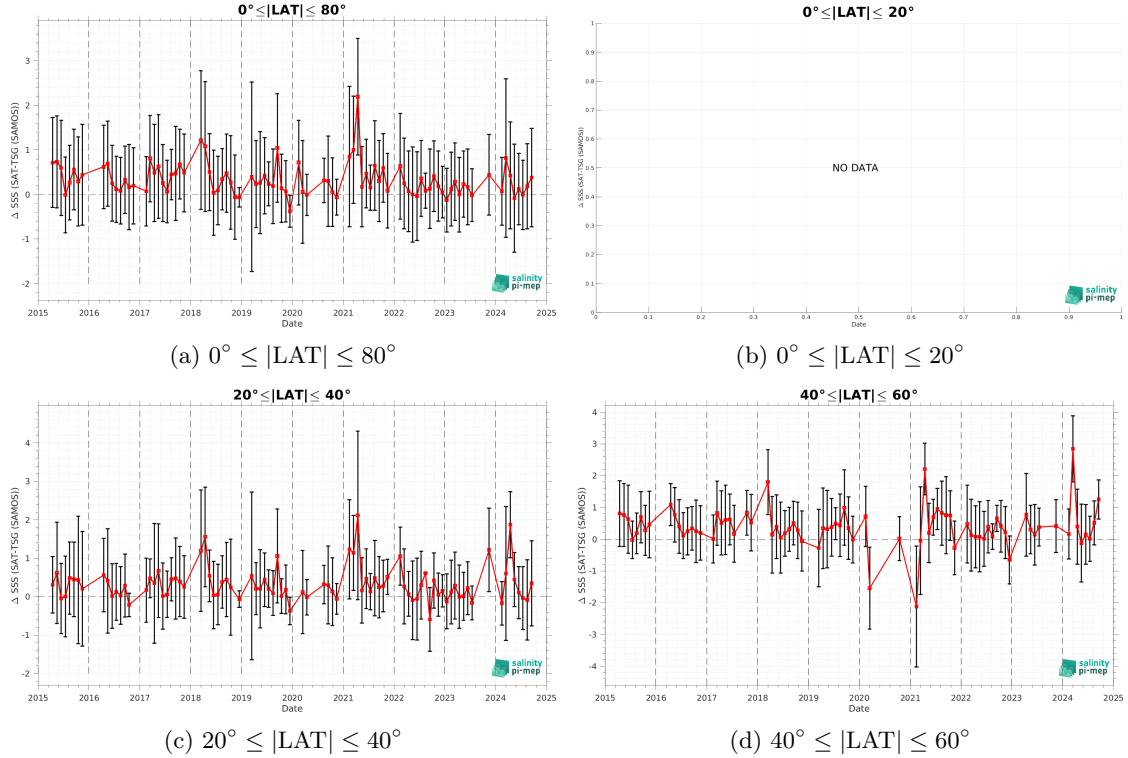 0°≤|LAT|≤ 80°
3
2
1
0
-1
-2
Δ SSS (SAT-TSG (SAMOS))
2015 2016 2017 2018 2019 2020 2021 2022 2023 2024 2025
Date
salinity
pi-mep
(a) 0° ≤ |LAT| ≤ 80°
0°≤|LAT|≤ 20°
1
0.9
0.8
0.7
0.6
0.5
0.4
0.3
0.2
0.1
0
Δ SSS (SAT-TSG (SAMOS))
NO DATA
0 0.1 0.2 0.3 0.4 0.5 0.6 0.7 0.8 0.9 1
Date
salinity
pi-mep
(b) 0° ≤ |LAT| ≤ 20°
20°≤|LAT|≤ 40°
4
3
2
1
0
-1
-2
Δ SSS (SAT-TSG (SAMOS))
2015 2016 2017 2018 2019 2020 2021 2022 2023 2024 2025
Date
salinity
pi-mep
(c) 20° ≤ |LAT| ≤ 40°
40°≤|LAT|≤ 60°
4
3
2
1
0
-1
-2
-3
-4
Δ SSS (SAT-TSG (SAMOS))
2015 2016 2017 2018 2019 2020 2021 2022 2023 2024 2025
Date
salinity
pi-mep
(d) 40° ≤ |LAT| ≤ 60°